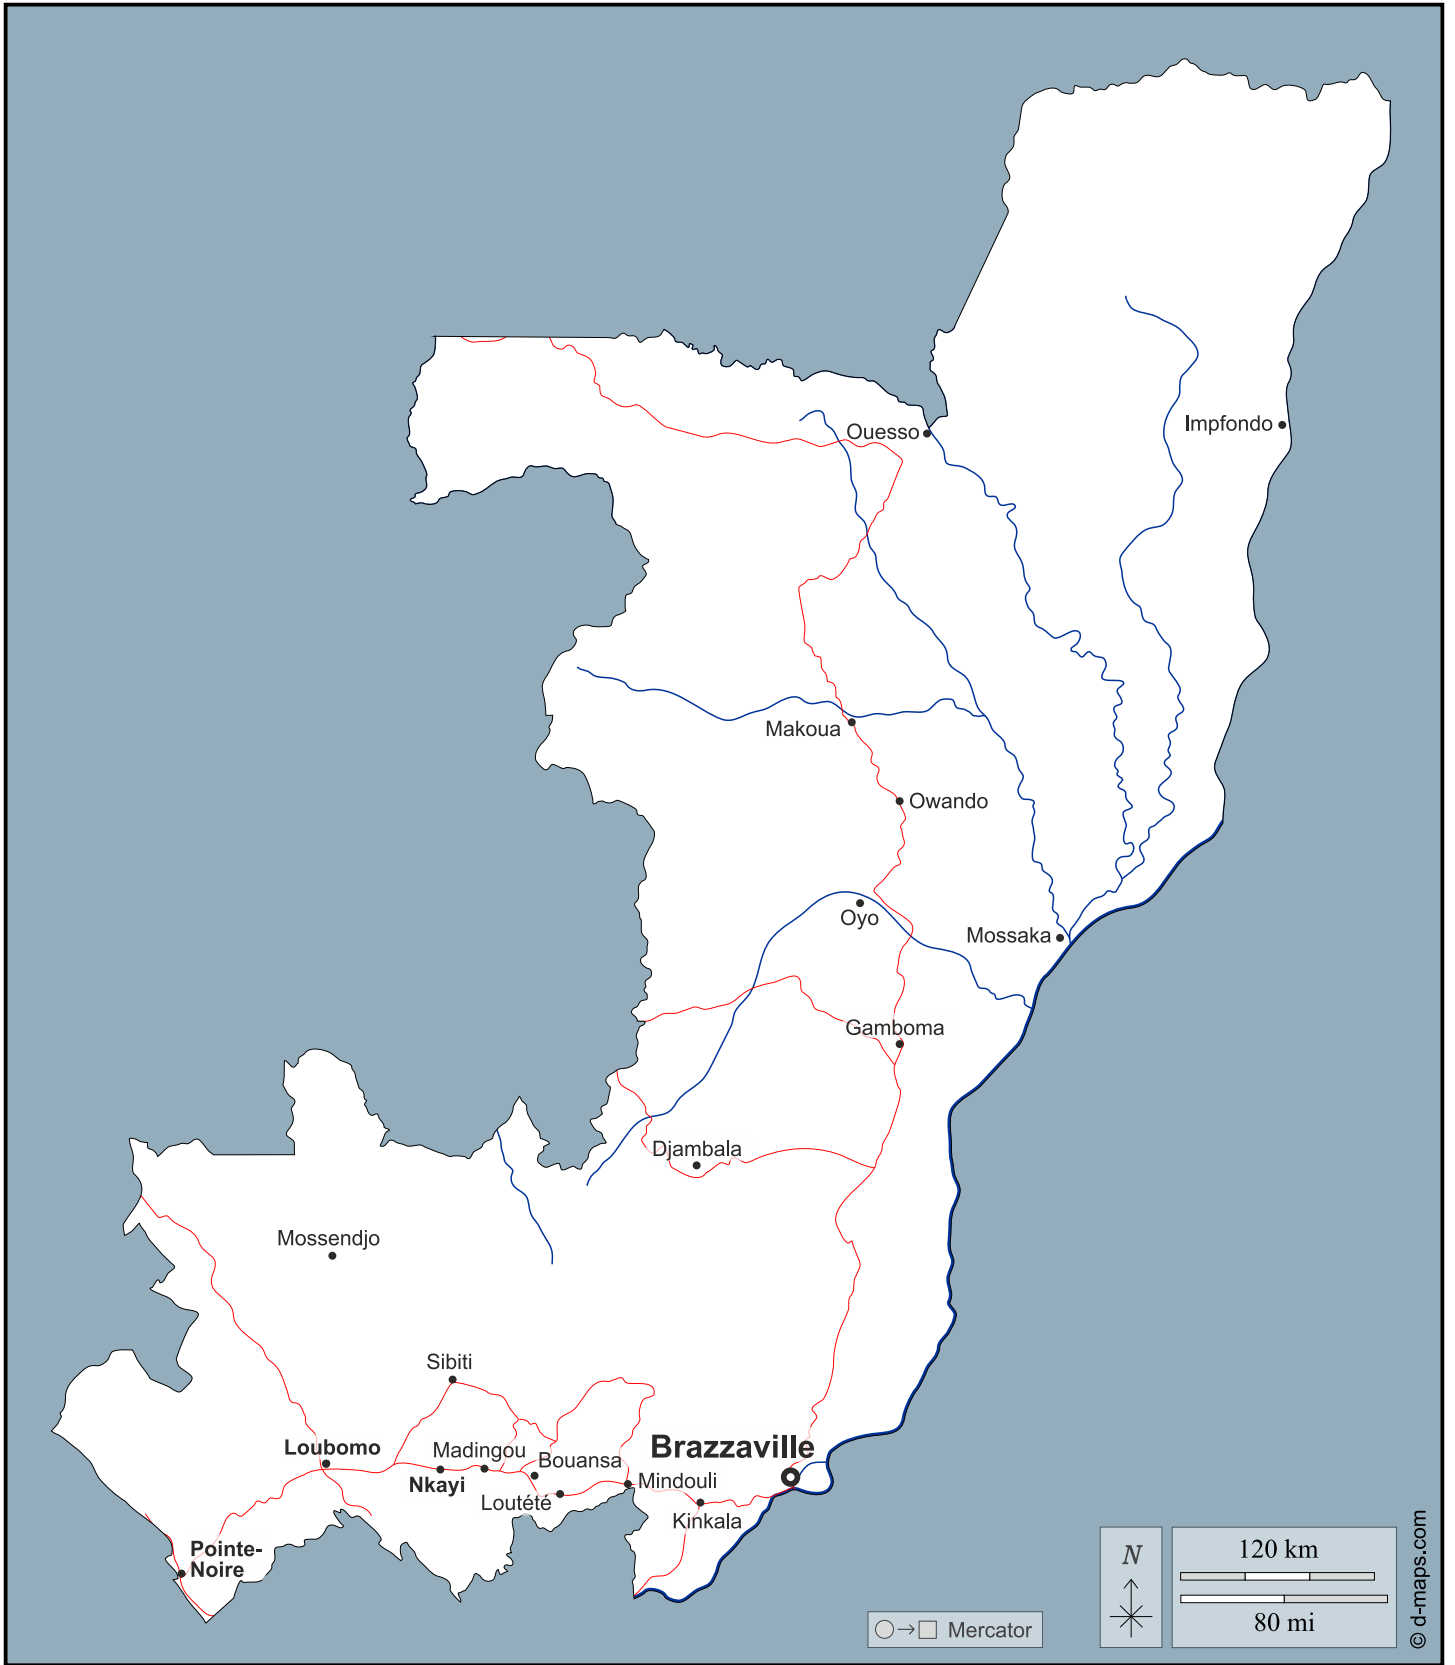 Impfondo
Ouesso
Makoua
Owando
Oyo
Mossaka
Gamboma
Djambala
Mossendjo
Sibiti
Loubomo
Madingou
Brazzaville
Bouansa
Nkayi
Mindouli
Loutété
Kinkala
Pointe-
Noire
N
120 km
80 mi
Mercator
© d-maps.com